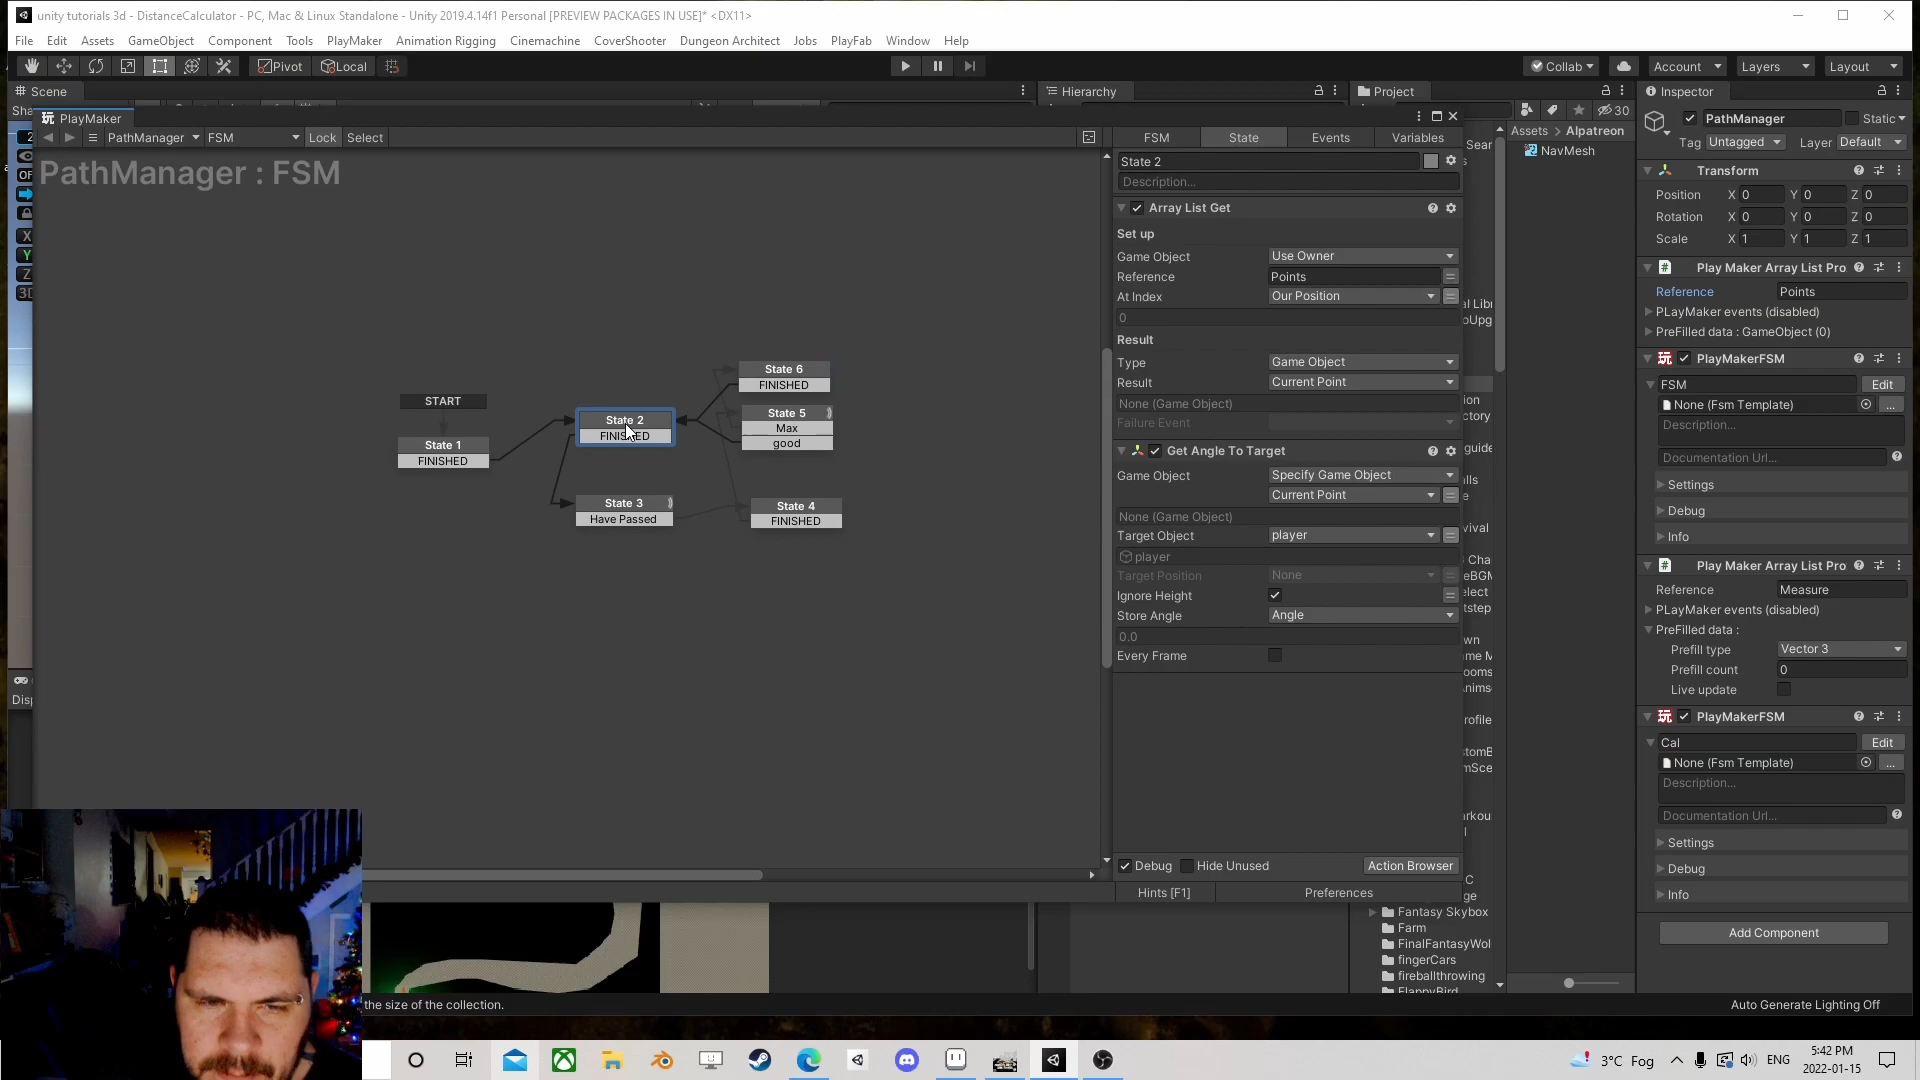 unity tutorials 3d - DistanceCalculator - PC, Mac & Linux Standalone - Unity 2019.4.14f1 Personal [PREVIEW PACKAGES IN USE]* <DX11>
File Edit Assets GameObject Component Tools PlayMaker Animation Rigging Cinemachine CoverShooter Dungeon Architect Jobs PlayFab Window Help
Pivot Local Collab Account Layers Layout
Scene Hierarchy Project Inspector
PlayMaker
PathManager FSM Lock Select
FSM State Events Variables
PathManager : FSM
START
State 1
FINISHED
State 2
FINISHED
State 3
Have Passed
State 6
FINISHED
State 5
Max
good
State 4
FINISHED
State 2
Description...
Array List Get
Set up
Game Object Use Owner
Reference Points
At Index Our Position
0
Result
Type Game Object
Result Current Point
None (Game Object)
Failure Event
Get Angle To Target
Game Object Specify Game Object
Current Point
None (Game Object)
Target Object player
player
Target Position None
Ignore Height
Store Angle Angle
0.0
Every Frame
Debug Hide Unused Action Browser
Hints [F1] Preferences
30
Assets Alpatreon
NavMesh
Fantasy Skybox
Farm
FinalFantasyWol
fingerCars
fireballthrowing
FlappyBird
PathManager Static
Tag Untagged Layer Default
Transform
Position X 0 Y 0 Z 0
Rotation X 0 Y 0 Z 0
Scale X 1 Y 1 Z 1
Play Maker Array List Pro
Reference Points
PLayMaker events (disabled)
PreFilled data : GameObject (0)
PlayMakerFSM
FSM Edit
None (Fsm Template) ...
Description...
Documentation Url...
Settings
Debug
Info
Play Maker Array List Pro
Reference Measure
PLayMaker events (disabled)
PreFilled data :
Prefill type Vector 3
Prefill count 0
Live update
PlayMakerFSM
Cal Edit
None (Fsm Template) ...
Description...
Documentation Url...
Settings
Debug
Info
Add Component
the size of the collection.
Auto Generate Lighting Off
3°C Fog ENG 5:42 PM
2022-01-15